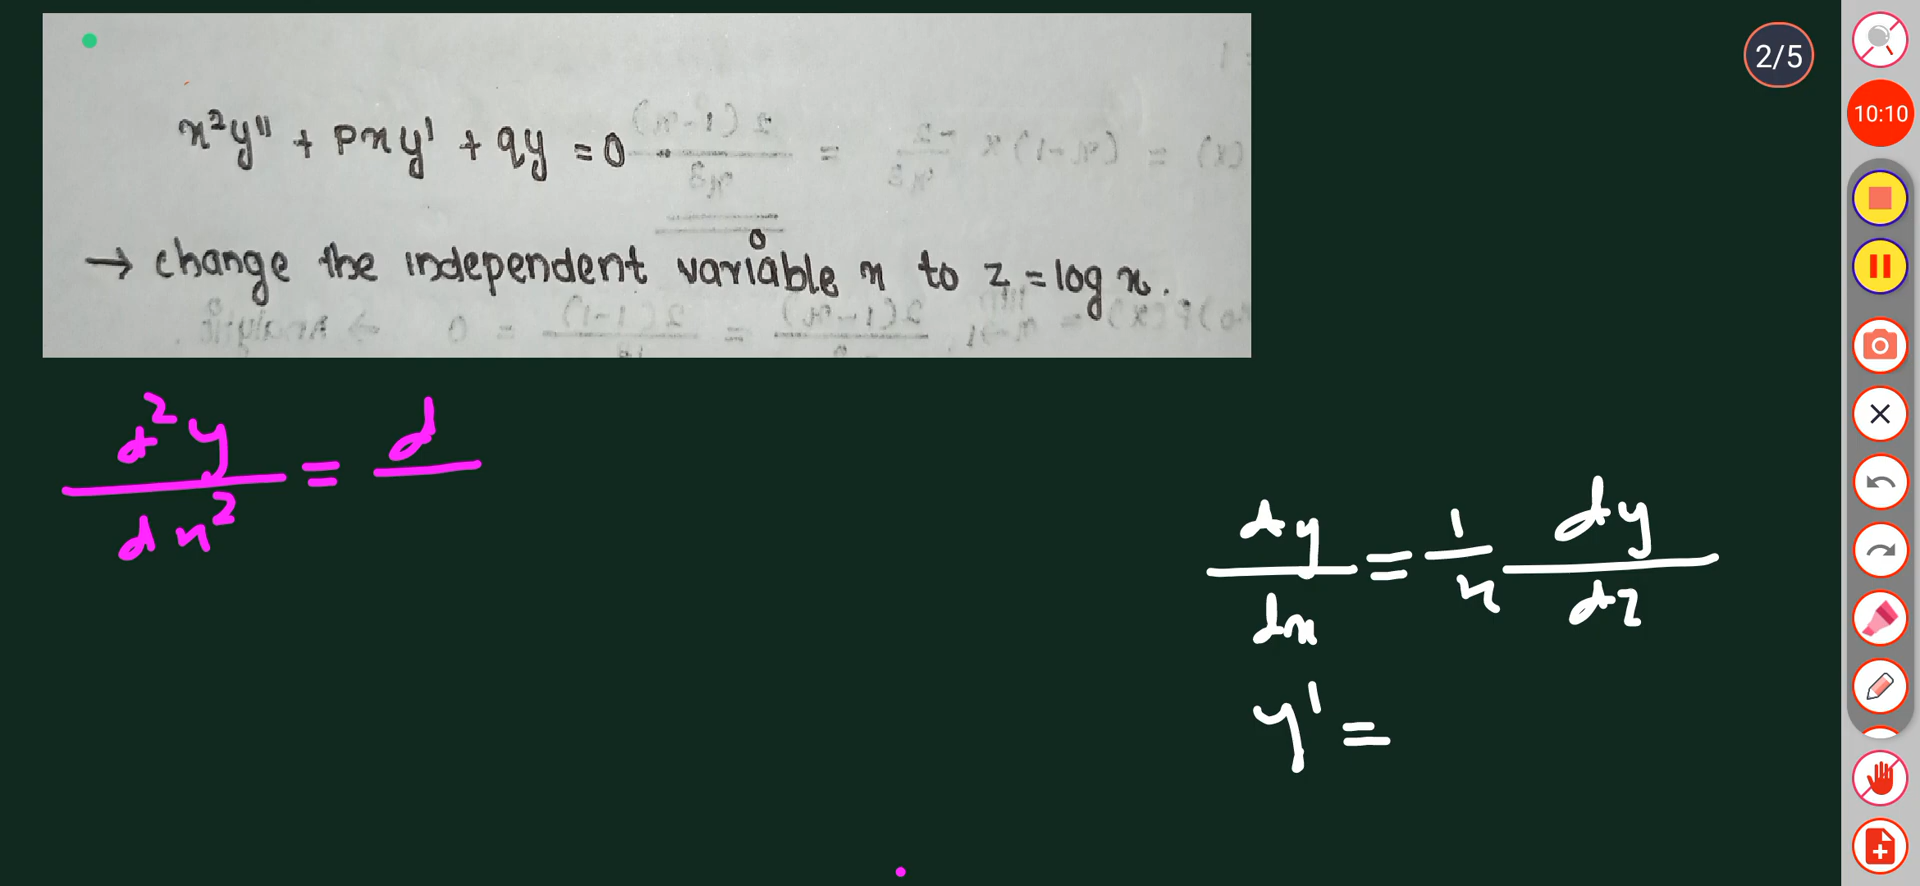 2/5
10:10
x²y'' + pxy' + qy = 0
→ change the independent variable x to z = log x.
d²y/dx² = d/
dy/dx = 1/x dy/dz
y' =